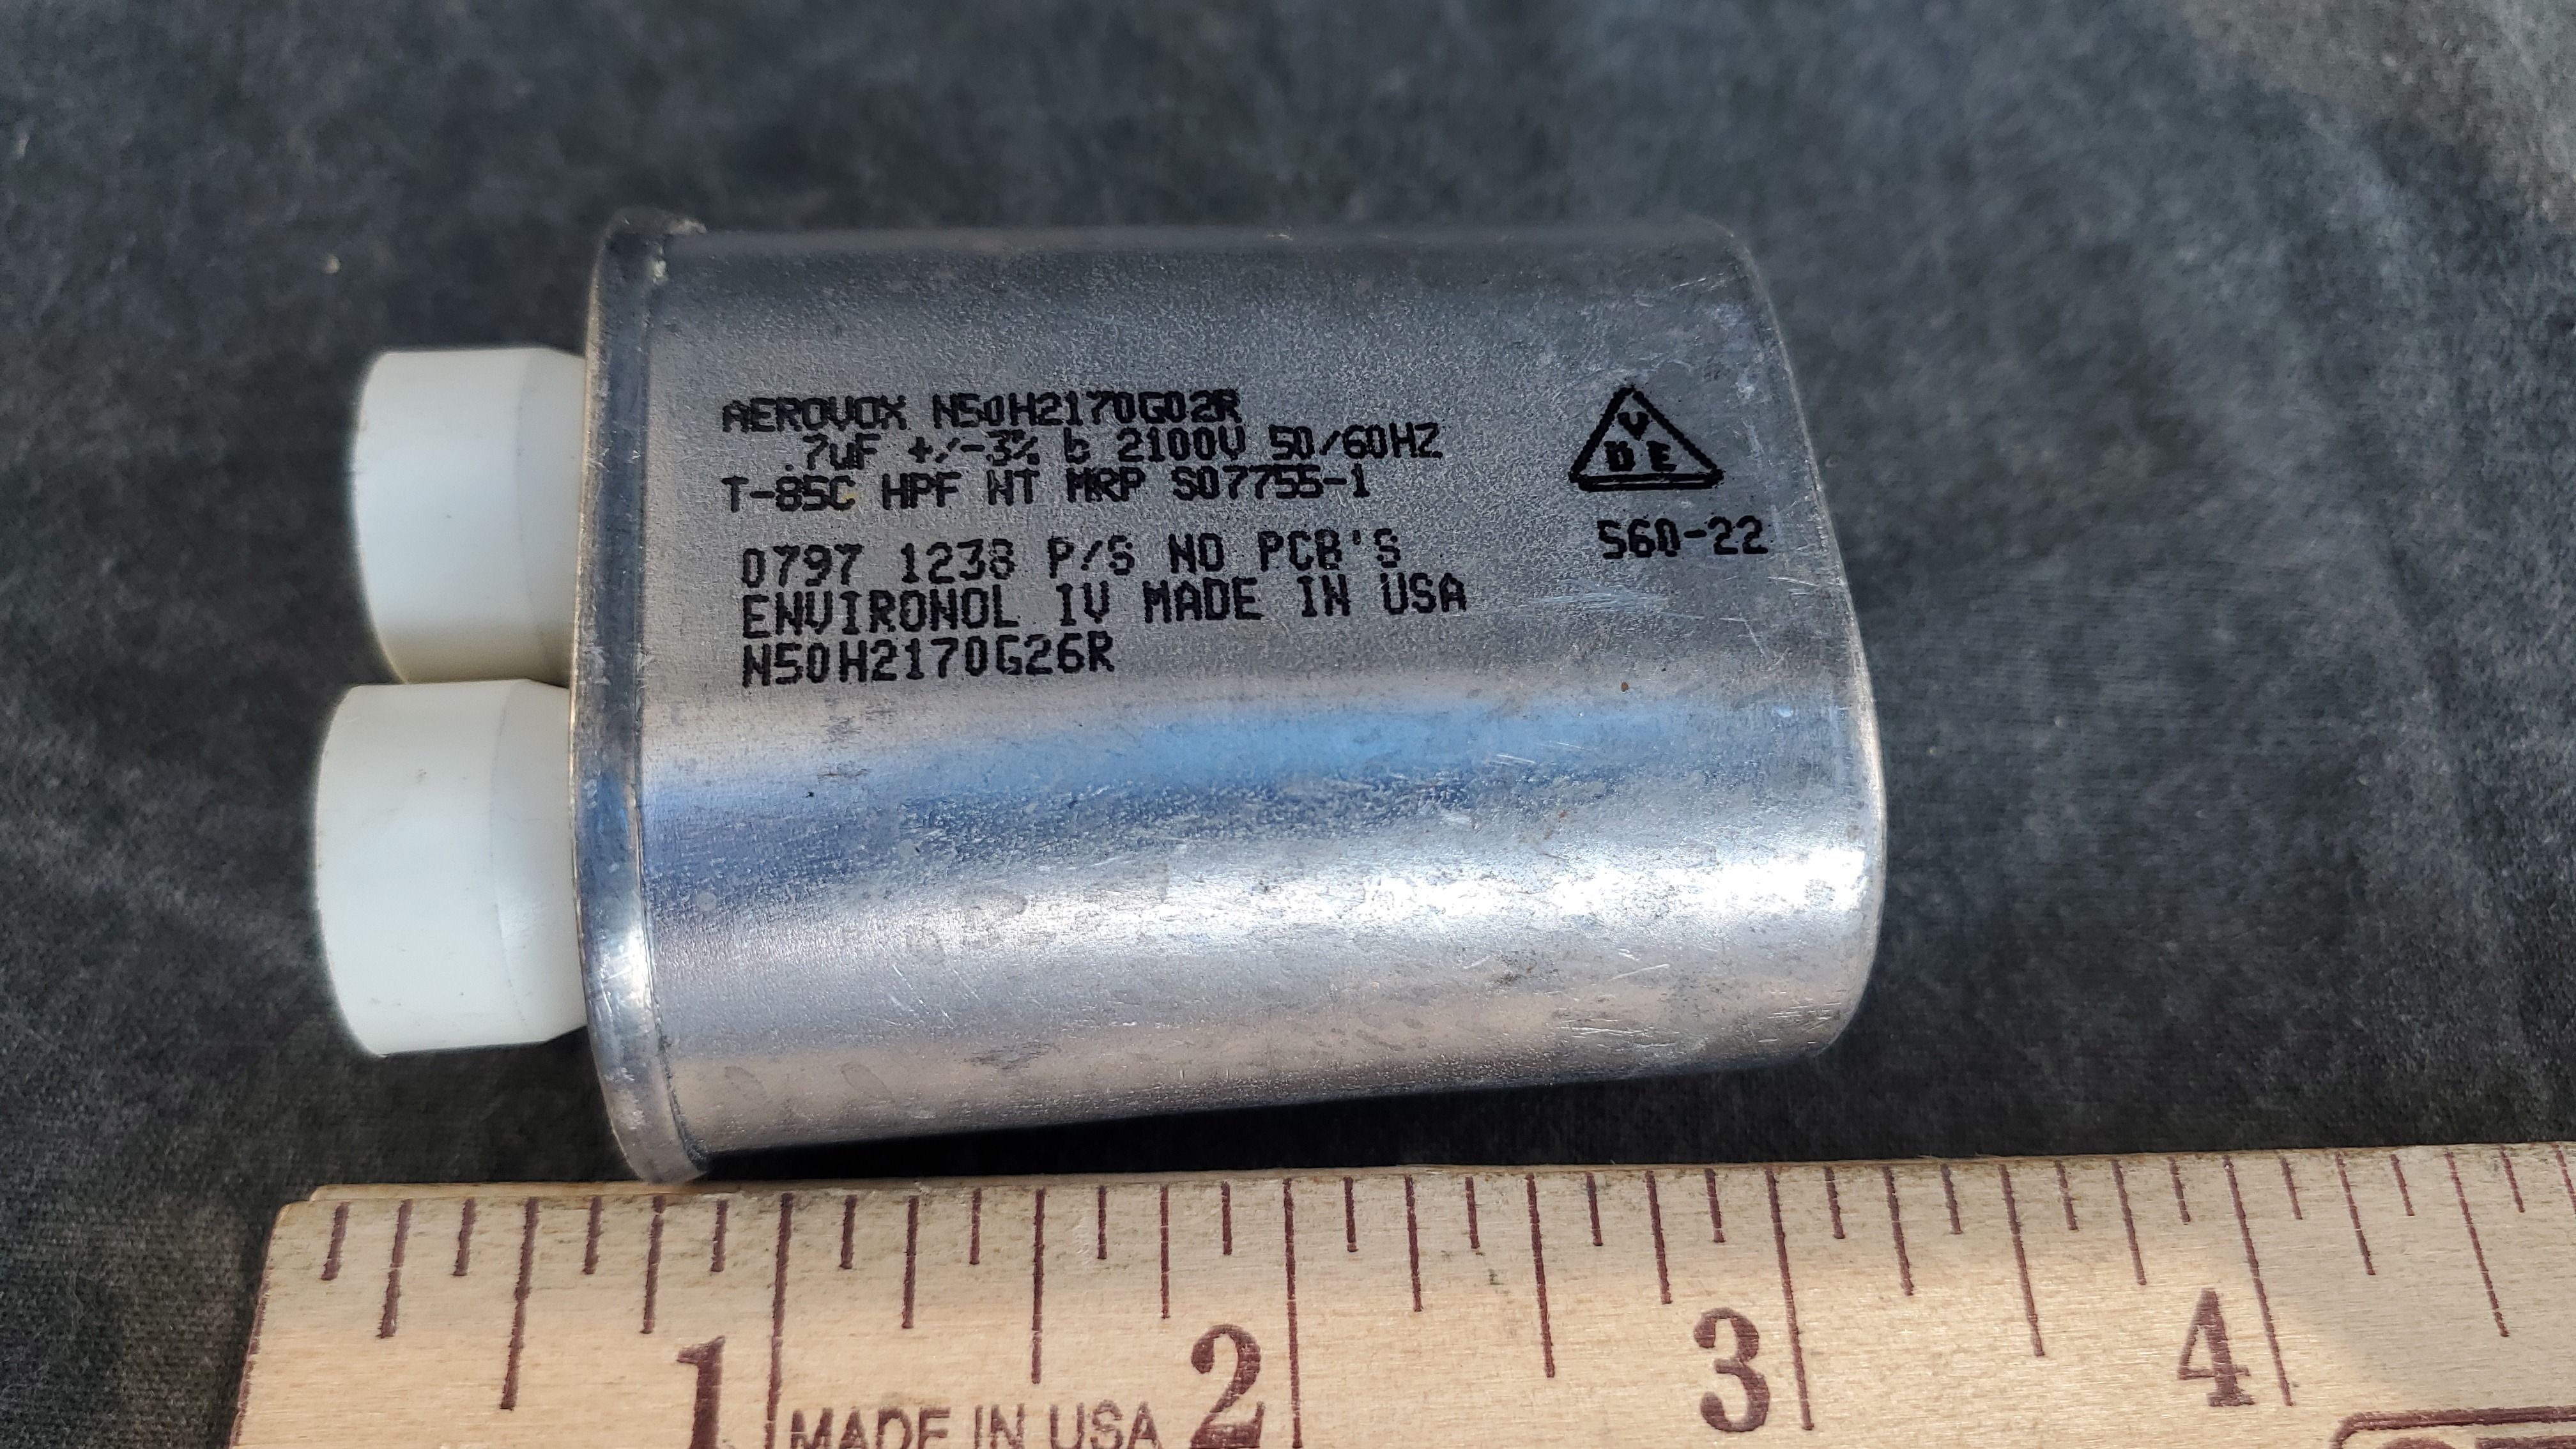 AEROVOX N50H2170G02R
.7uF +/-3% b 2100V 50/60HZ
T-85C HPF NT MRP S07755-1
0797 1238 P/S NO PCB'S
ENVIRONOL 1V MADE IN USA
N50H2170G26R
V
D E
560-22
1 2 3 4
MADE IN USA